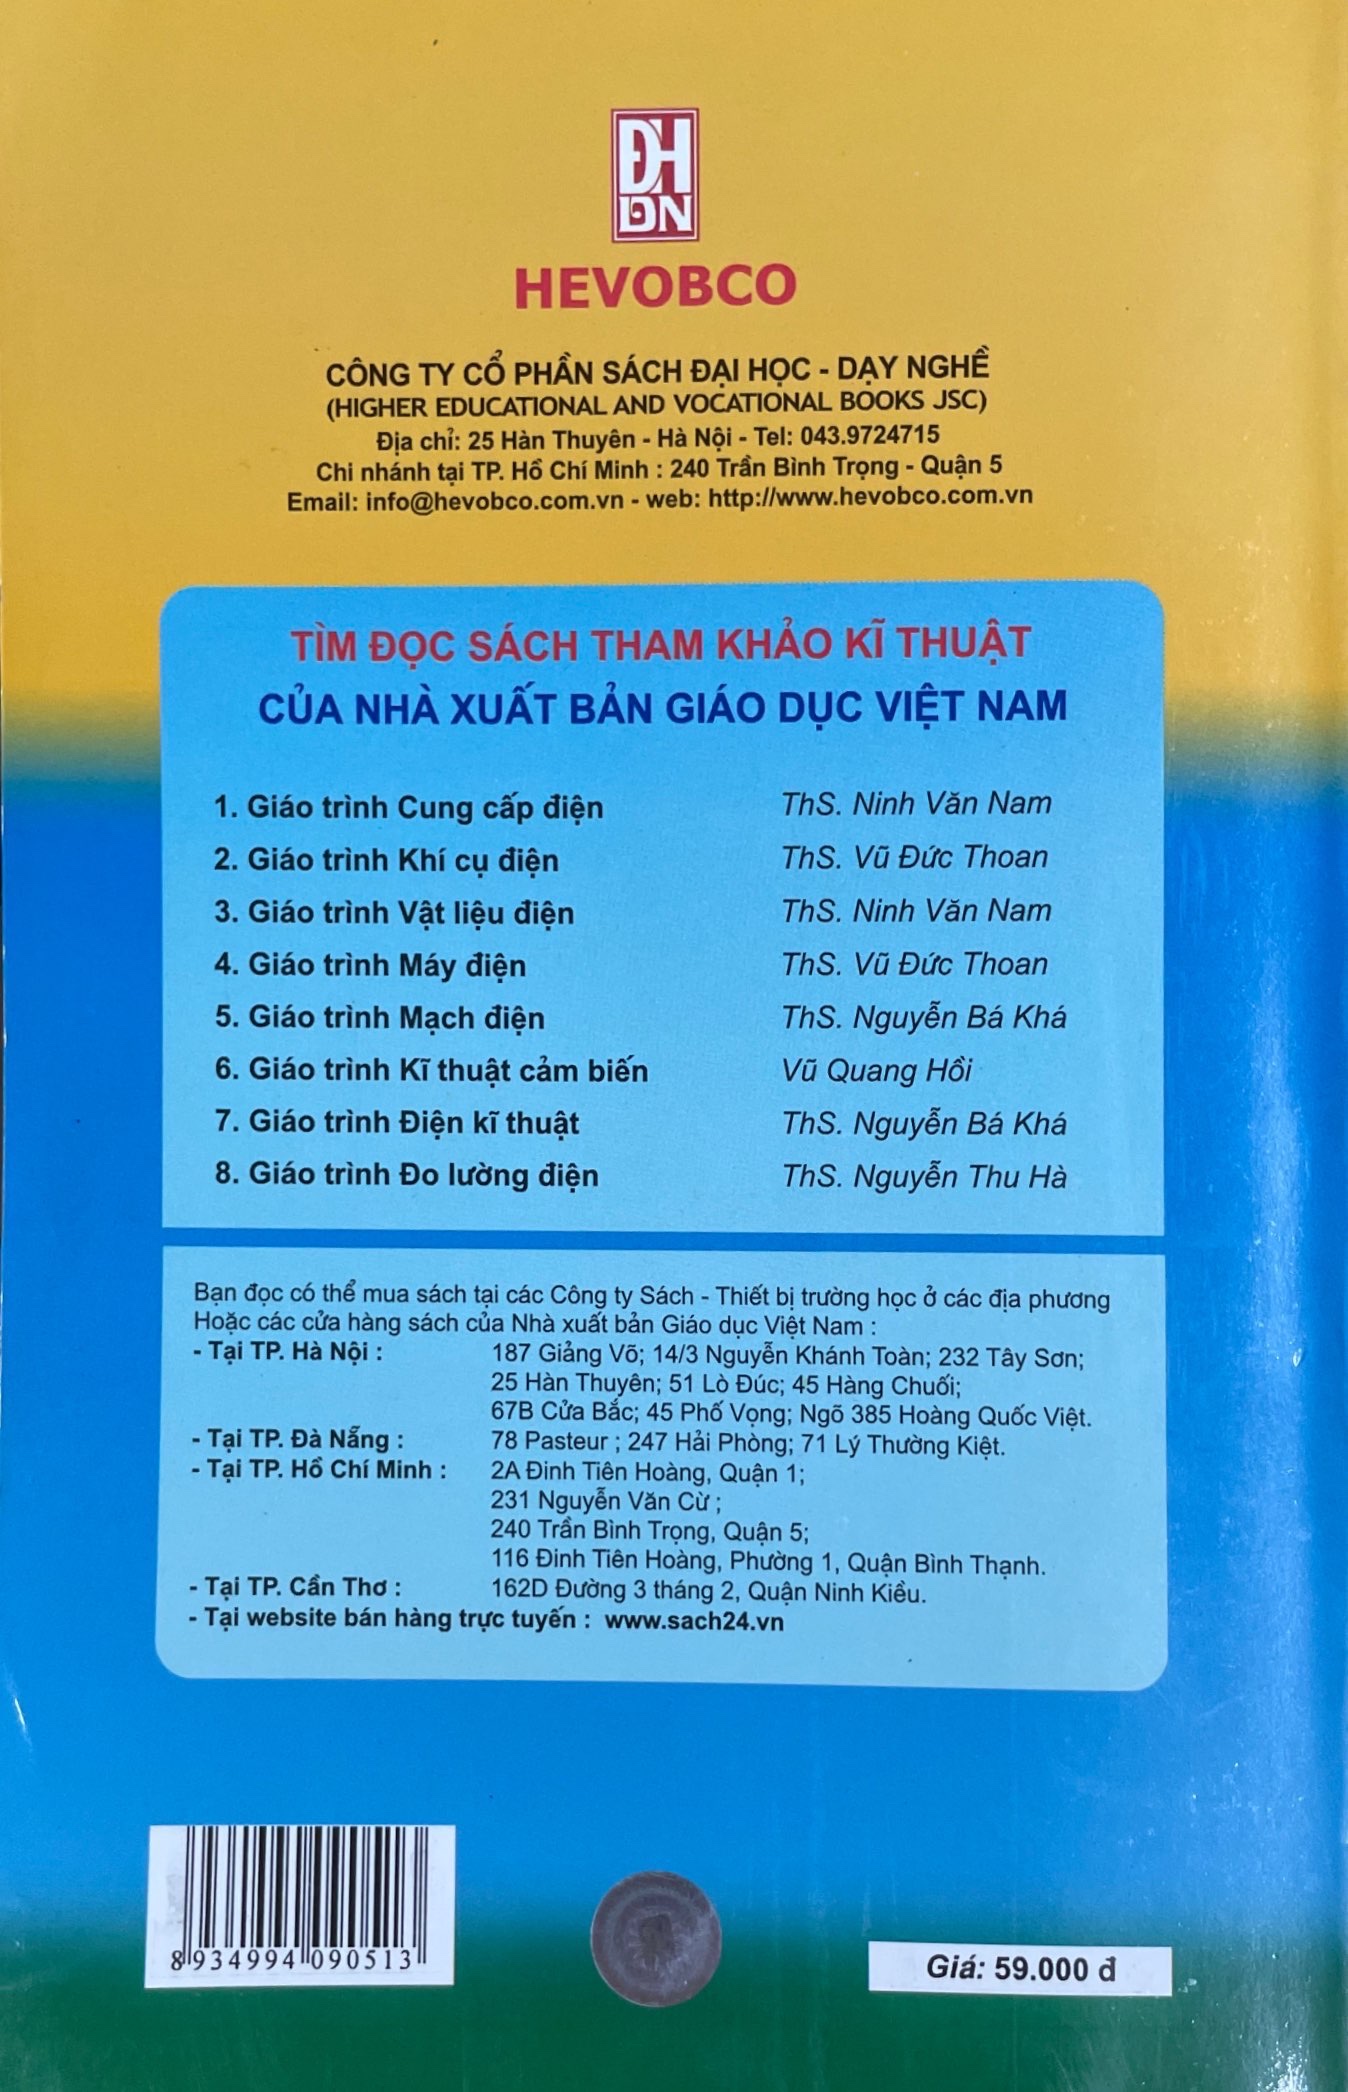 ĐH
DN
HEVOBCO
CÔNG TY CỔ PHẦN SÁCH ĐẠI HỌC - DẠY NGHỀ
(HIGHER EDUCATIONAL AND VOCATIONAL BOOKS JSC)
Địa chỉ: 25 Hàn Thuyên - Hà Nội - Tel: 043.9724715
Chi nhánh tại TP. Hồ Chí Minh : 240 Trần Bình Trọng - Quận 5
Email: info@hevobco.com.vn - web: http://www.hevobco.com.vn
TÌM ĐỌC SÁCH THAM KHẢO KĨ THUẬT
CỦA NHÀ XUẤT BẢN GIÁO DỤC VIỆT NAM
1. Giáo trình Cung cấp điện ThS. Ninh Văn Nam
2. Giáo trình Khí cụ điện ThS. Vũ Đức Thoan
3. Giáo trình Vật liệu điện ThS. Ninh Văn Nam
4. Giáo trình Máy điện ThS. Vũ Đức Thoan
5. Giáo trình Mạch điện ThS. Nguyễn Bá Khá
6. Giáo trình Kĩ thuật cảm biến Vũ Quang Hồi
7. Giáo trình Điện kĩ thuật ThS. Nguyễn Bá Khá
8. Giáo trình Đo lường điện ThS. Nguyễn Thu Hà
Bạn đọc có thể mua sách tại các Công ty Sách - Thiết bị trường học ở các địa phương
Hoặc các cửa hàng sách của Nhà xuất bản Giáo dục Việt Nam :
- Tại TP. Hà Nội : 187 Giảng Võ; 14/3 Nguyễn Khánh Toàn; 232 Tây Sơn;
25 Hàn Thuyên; 51 Lò Đúc; 45 Hàng Chuối;
67B Cửa Bắc; 45 Phố Vọng; Ngõ 385 Hoàng Quốc Việt.
- Tại TP. Đà Nẵng : 78 Pasteur ; 247 Hải Phòng; 71 Lý Thường Kiệt.
- Tại TP. Hồ Chí Minh : 2A Đinh Tiên Hoàng, Quận 1;
231 Nguyễn Văn Cừ ;
240 Trần Bình Trọng, Quận 5;
116 Đinh Tiên Hoàng, Phường 1, Quận Bình Thạnh.
- Tại TP. Cần Thơ : 162D Đường 3 tháng 2, Quận Ninh Kiều.
- Tại website bán hàng trực tuyến : www.sach24.vn
8 934994 090513
Giá: 59.000 đ